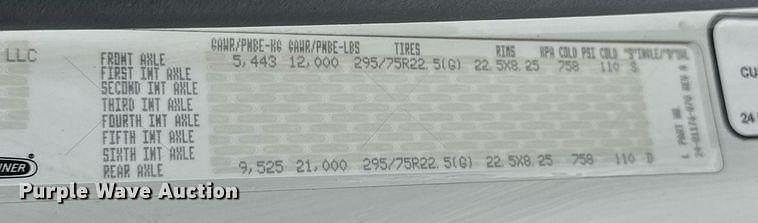 LLC
GAWR/PNBE-KG GAWR/PNBE-LBS TIRES RIMS KPA COLD PSI COLD "S"INGLE/"D"UAL
FRONT AXLE 5,443 12,000 295/75R22.5(G) 22.5X8.25 758 110 S
FIRST INT AXLE
SECOND INT AXLE
THIRD INT AXLE
FOURTH INT AXLE
FIFTH INT AXLE
SIXTH INT AXLE
REAR AXLE 9,525 21,000 295/75R22.5(G) 22.5X8.25 758 110 D
PART NO.
CU
24
INER®
Purple Wave Auction